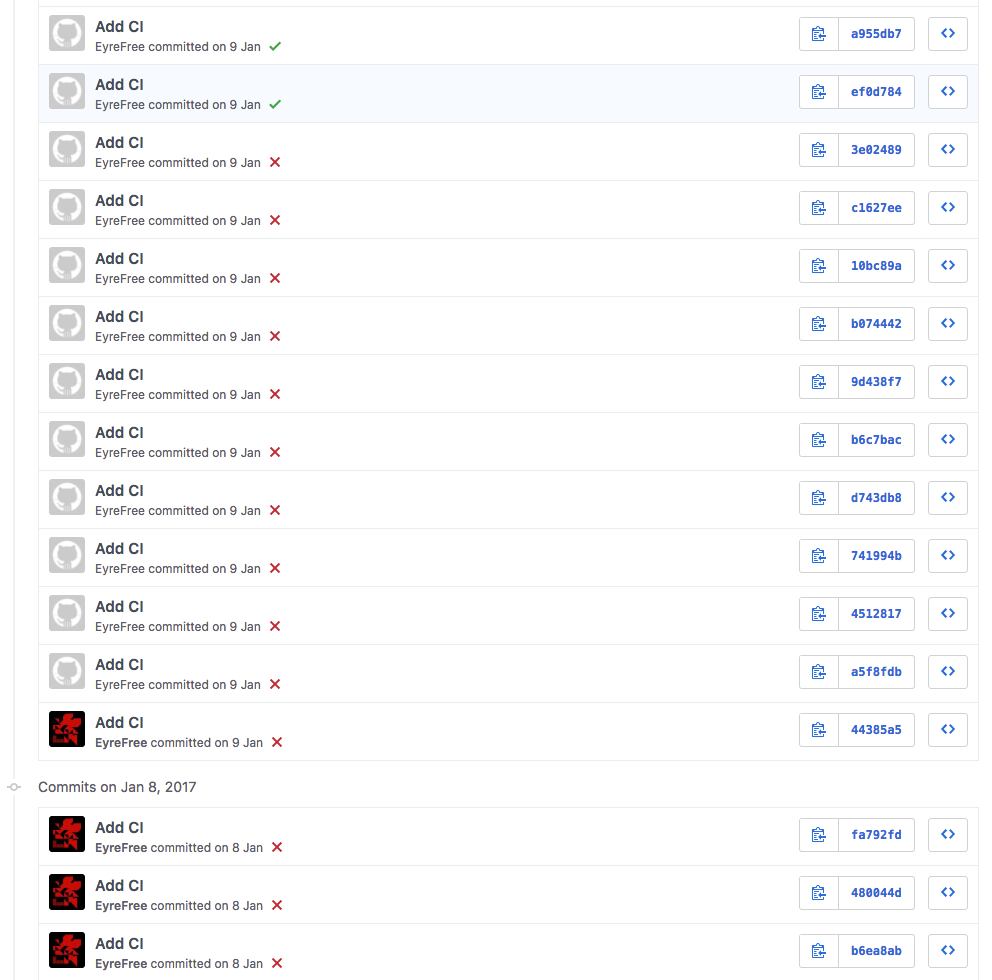 Add CI
EyreFree committed on 9 Jan
a955db7
Add CI
EyreFree committed on 9 Jan
ef0d784
Add CI
EyreFree committed on 9 Jan
3e02489
Add CI
EyreFree committed on 9 Jan
c1627ee
Add CI
EyreFree committed on 9 Jan
10bc89a
Add CI
EyreFree committed on 9 Jan
b074442
Add CI
EyreFree committed on 9 Jan
9d438f7
Add CI
EyreFree committed on 9 Jan
b6c7bac
Add CI
EyreFree committed on 9 Jan
d743db8
Add CI
EyreFree committed on 9 Jan
741994b
Add CI
EyreFree committed on 9 Jan
4512817
Add CI
EyreFree committed on 9 Jan
a5f8fdb
Add CI
EyreFree committed on 9 Jan
44385a5
Commits on Jan 8, 2017
Add CI
EyreFree committed on 8 Jan
fa792fd
Add CI
EyreFree committed on 8 Jan
480044d
Add CI
EyreFree committed on 8 Jan
b6ea8ab